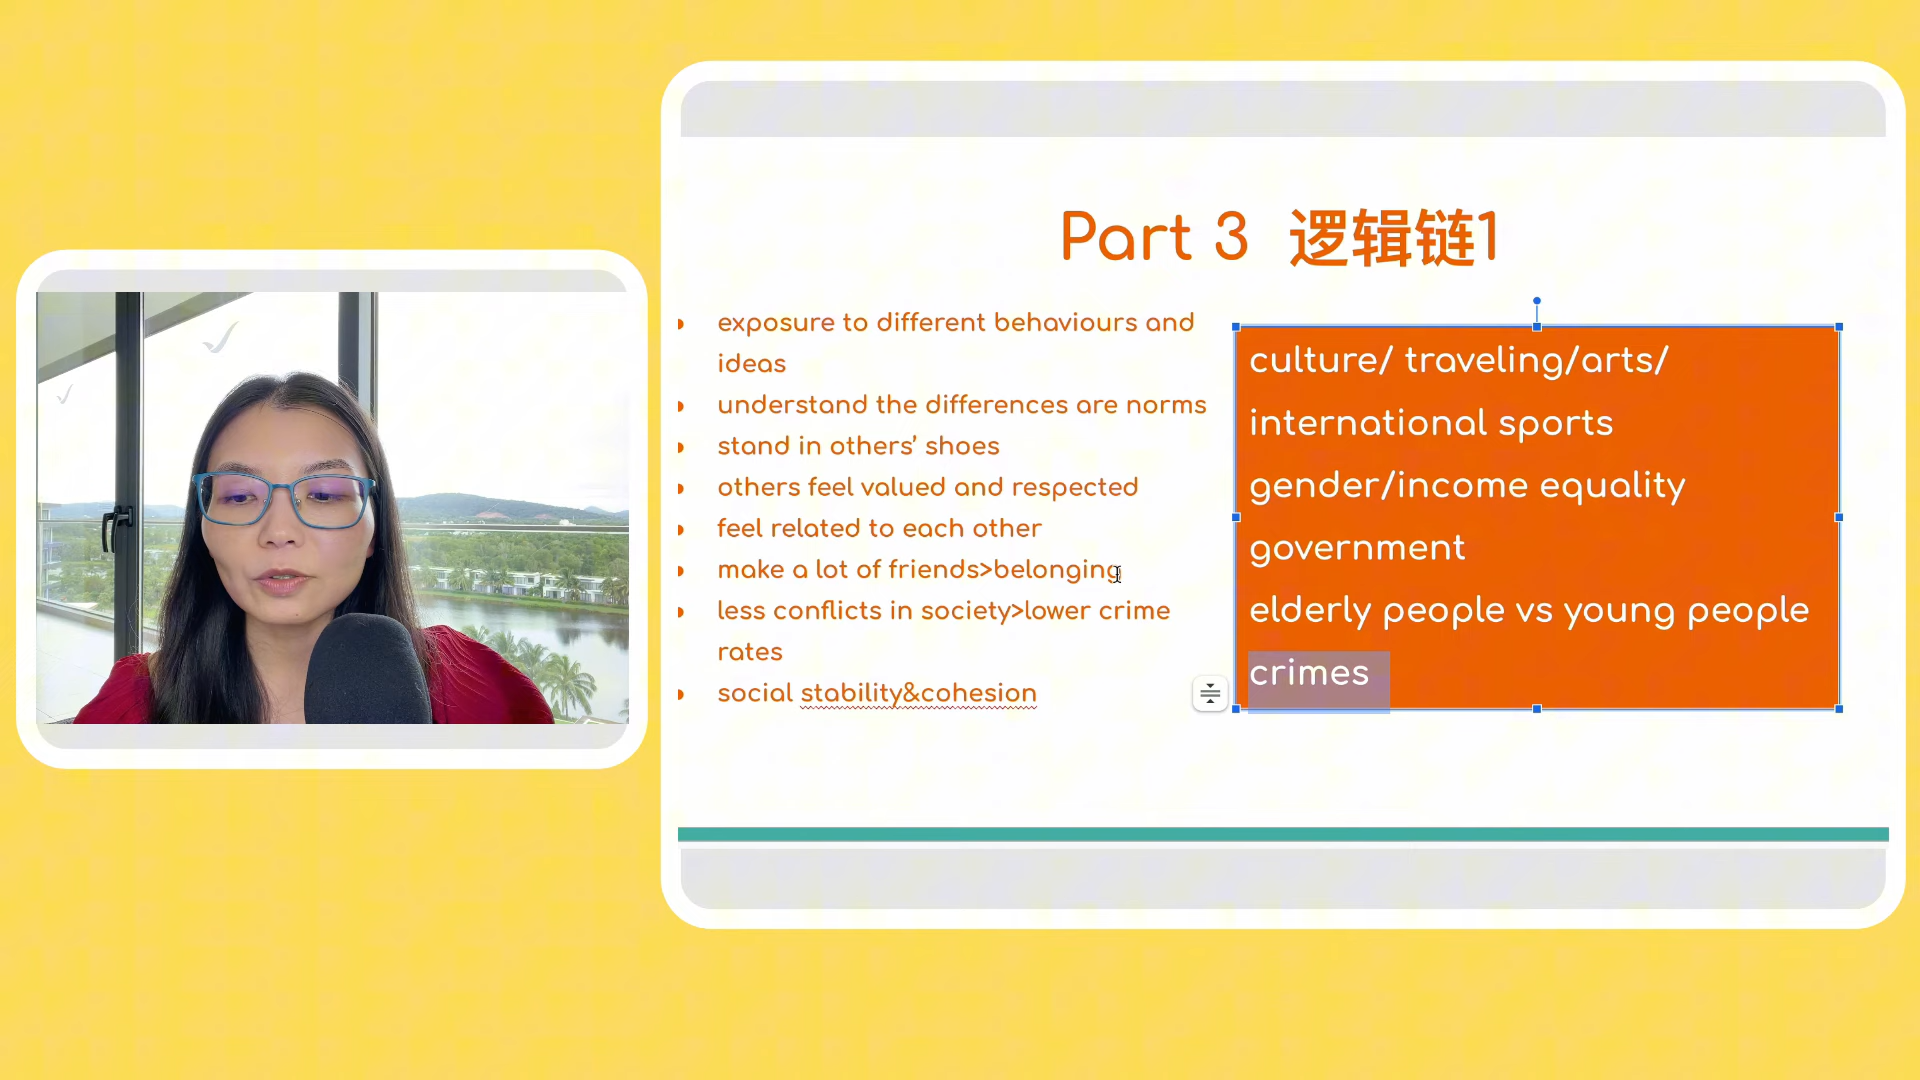 Part 3 逻辑链1
exposure to different behaviours and
ideas
understand the differences are norms
stand in others’ shoes
others feel valued and respected
feel related to each other
make a lot of friends>belonging
less conflicts in society>lower crime
rates
social stability&cohesion
culture/ traveling/arts/
international sports
gender/income equality
government
elderly people vs young people
crimes